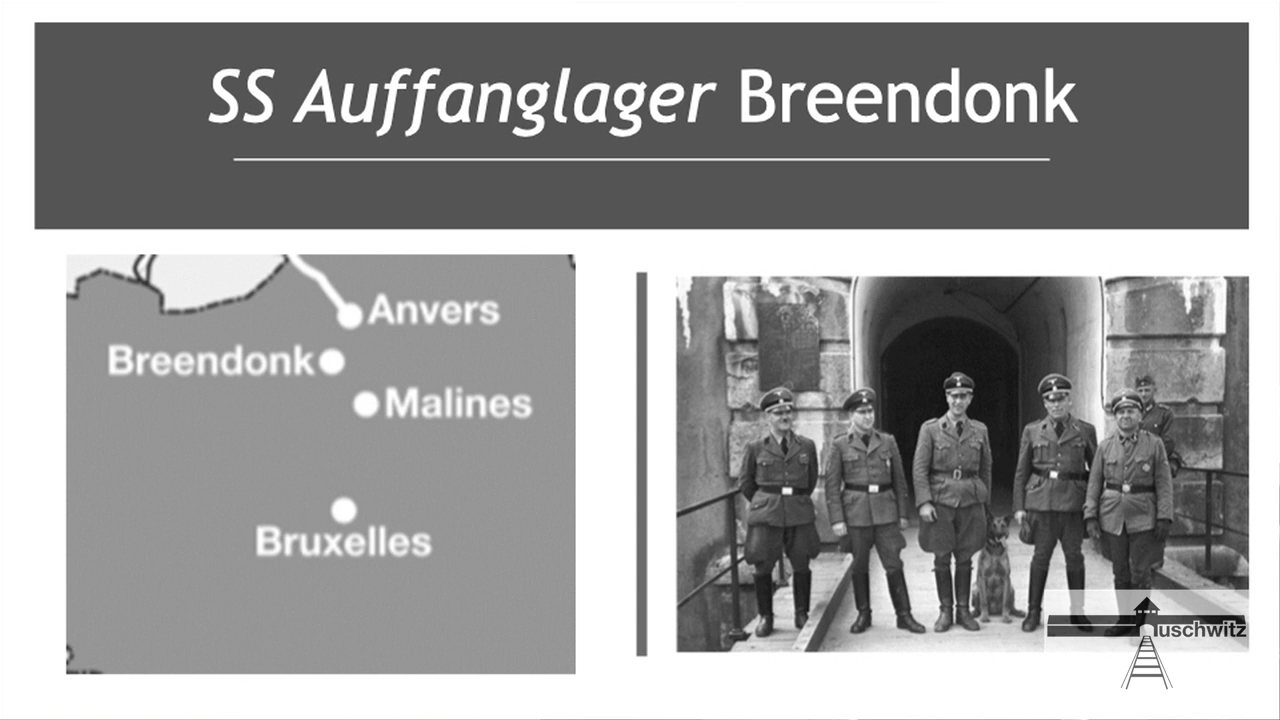 SS Auffanglager Breendonk
Anvers
Breendonk
Malines
Bruxelles
uschwitz